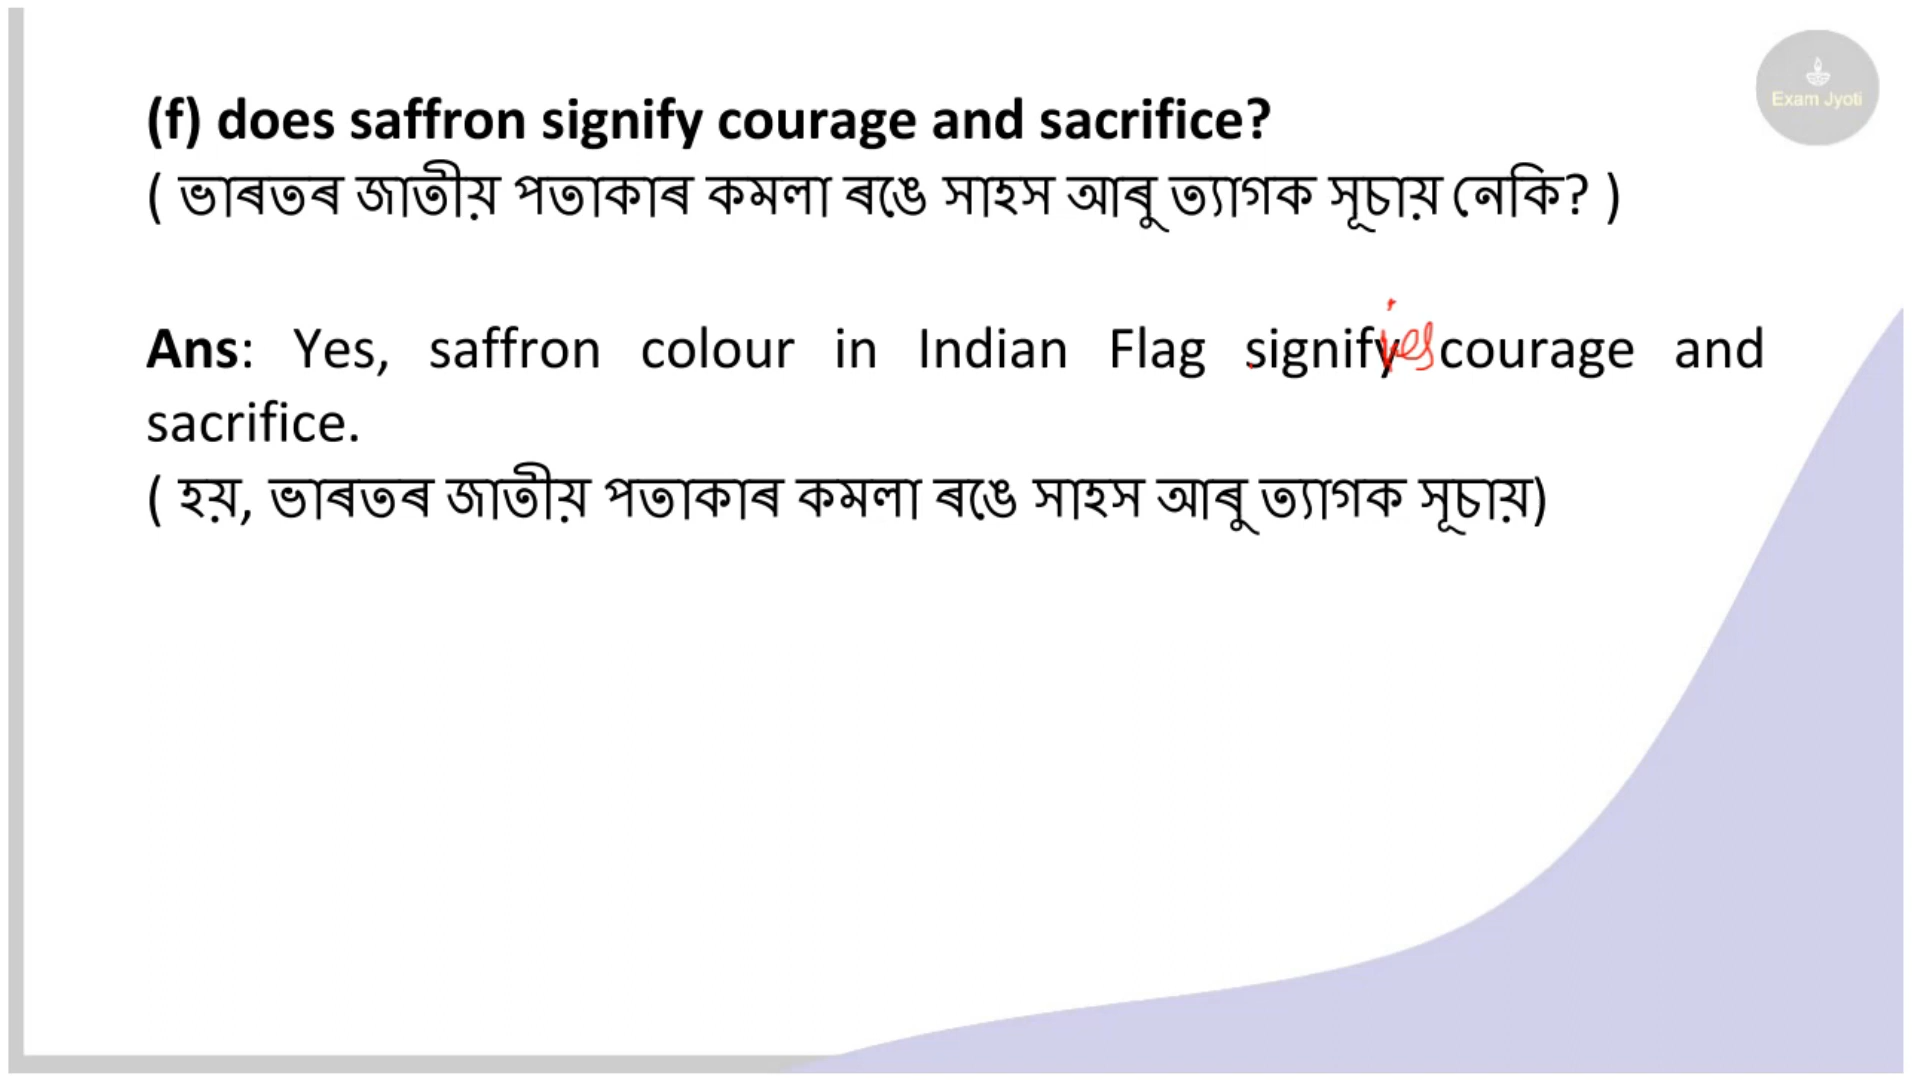 Exam Jyoti
(f) does saffron signify courage and sacrifice?
( ভাৰতৰ জাতীয় পতাকাৰ কমলা ৰঙে সাহস আৰু ত্যাগক সূচায় নেকি? )
Ans: Yes, saffron colour in Indian Flag signifyies courage and
sacrifice.
( হয়, ভাৰতৰ জাতীয় পতাকাৰ কমলা ৰঙে সাহস আৰু ত্যাগক সূচায়)